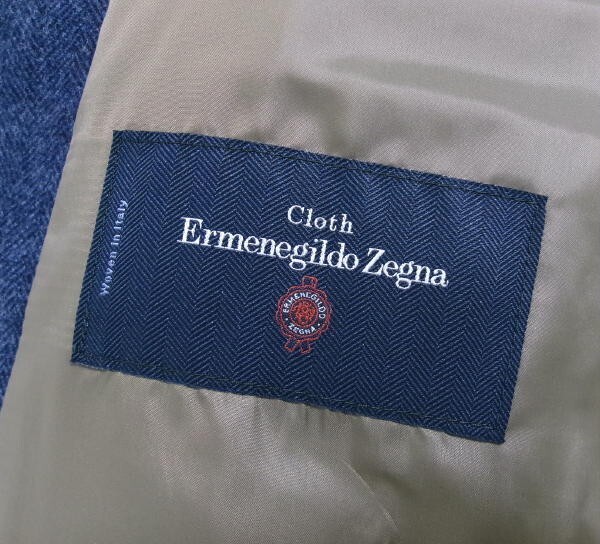 Cloth
Ermenegildo Zegna
ERMENEGILDO
· ZEGNA ·
Woven in Italy